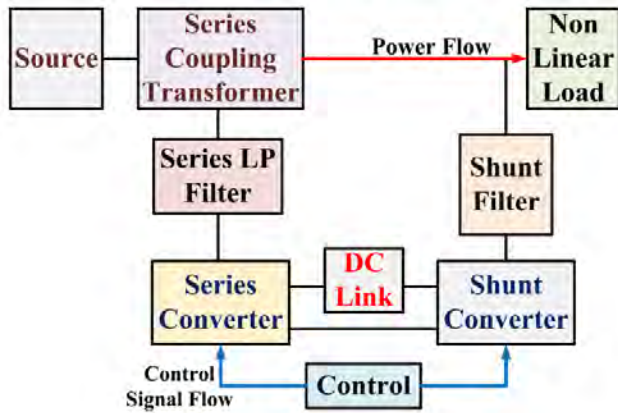 Source
Series
Coupling
Transformer
Power Flow
Non
Linear
Load
Series LP
Filter
Shunt
Filter
Series
Converter
DC
Link
Shunt
Converter
Control
Signal Flow
Control